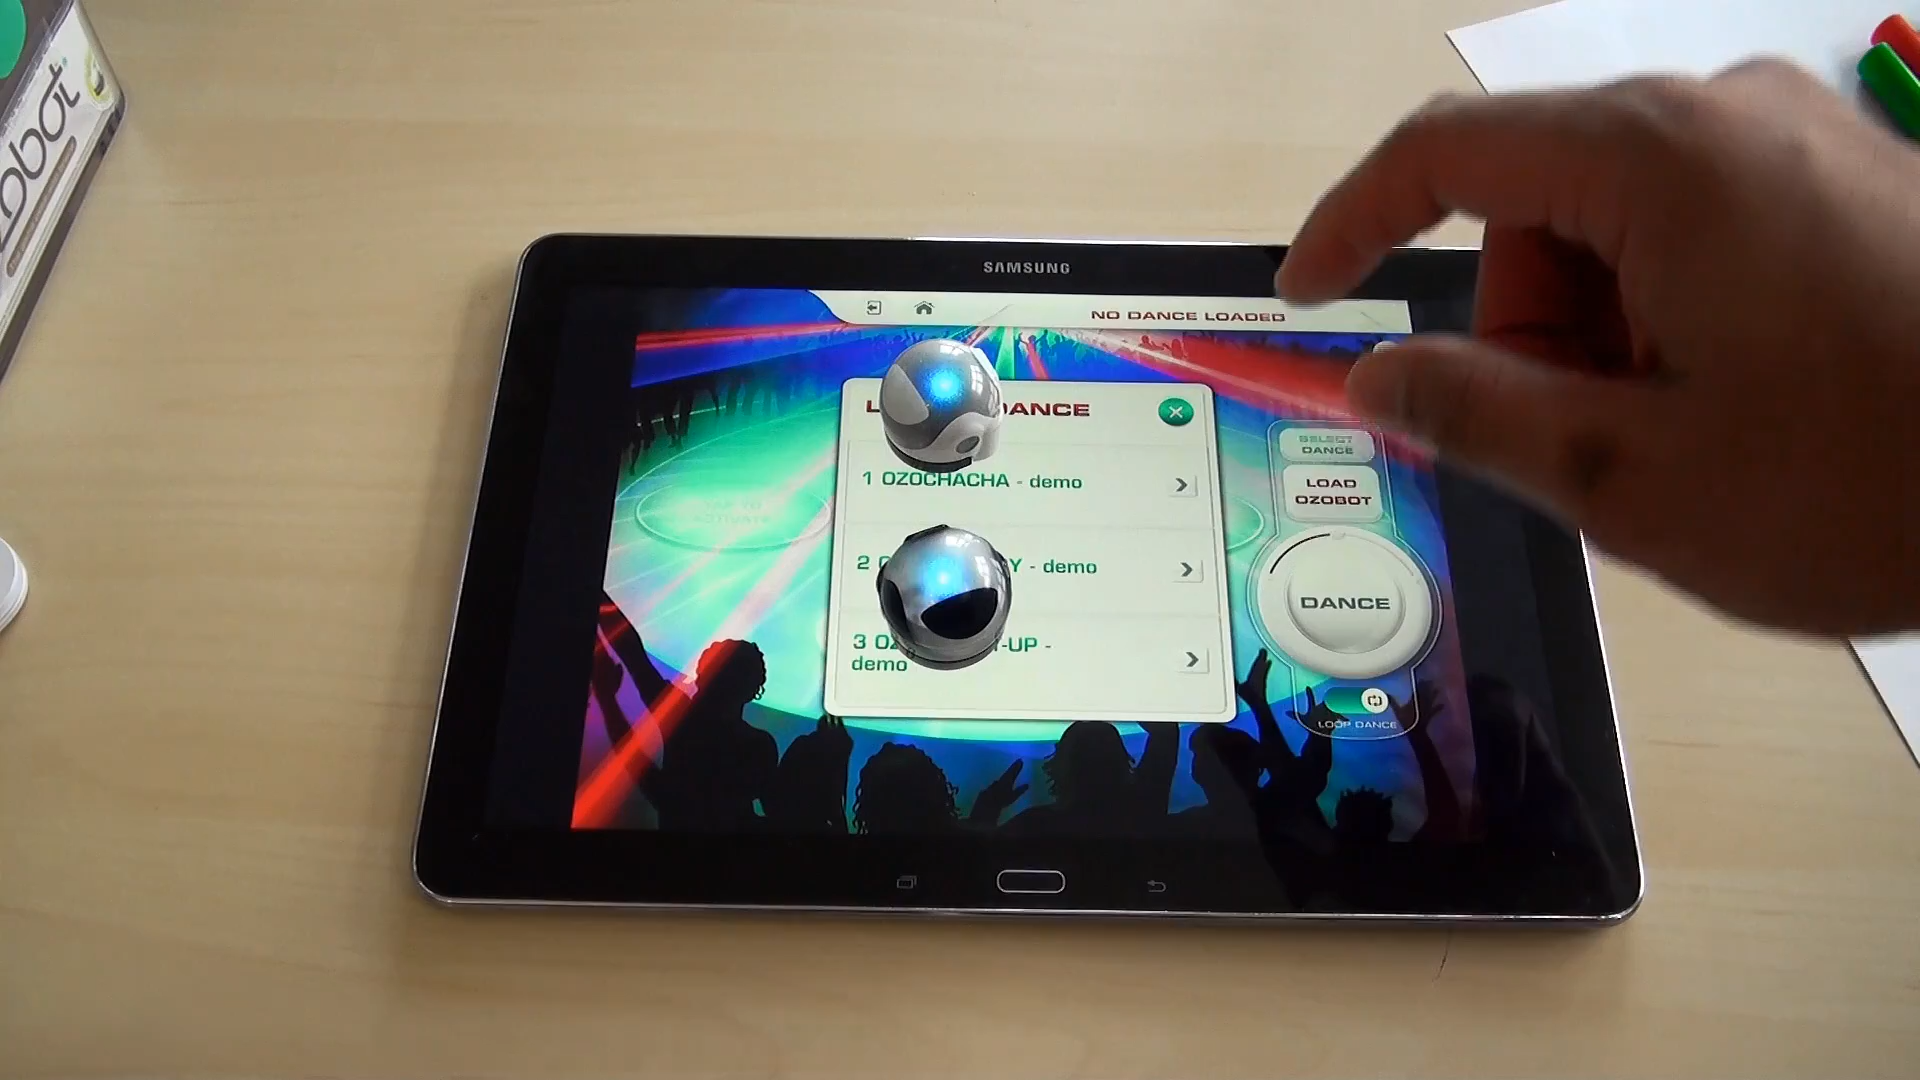 SAMSUNG
NO DANCE LOADED
DANCE
1 OZOCHACHA - demo
2
- demo
3
-UP -
demo
SELECT
DANCE
LOAD
OZOBOT
DANCE
LOOP DANCE